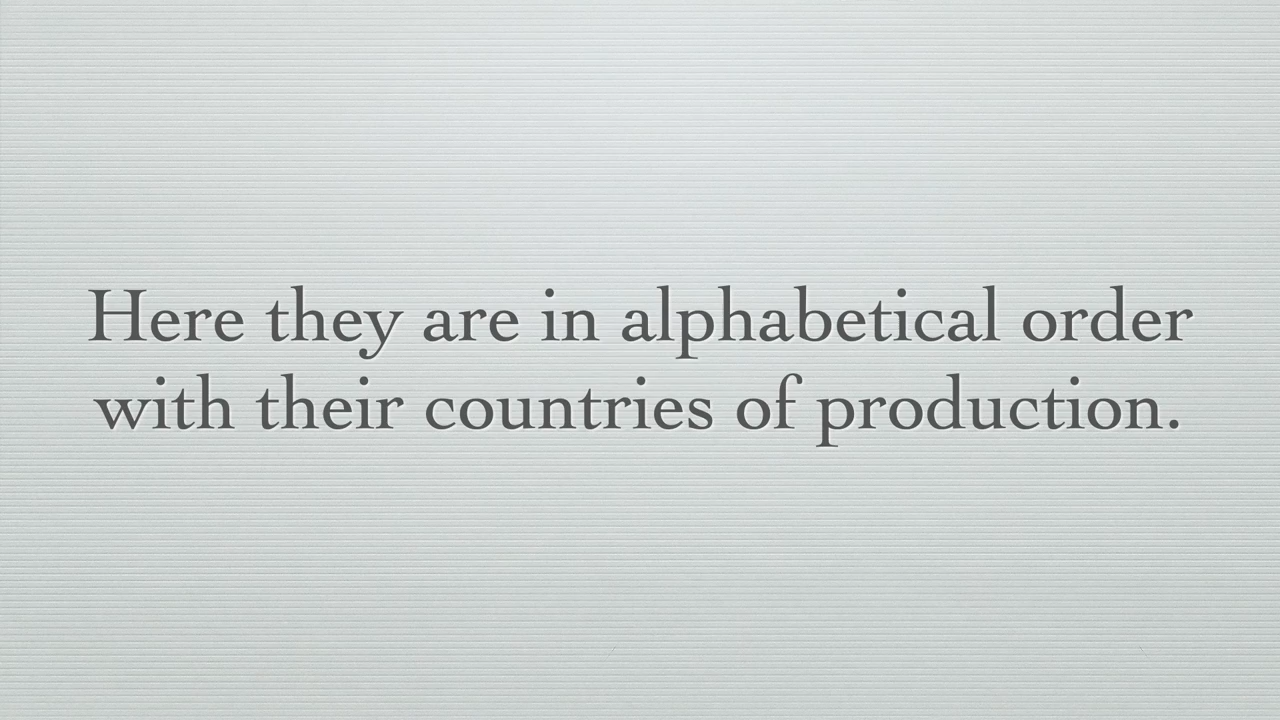 Here they are in alphabetical order
with their countries of production.